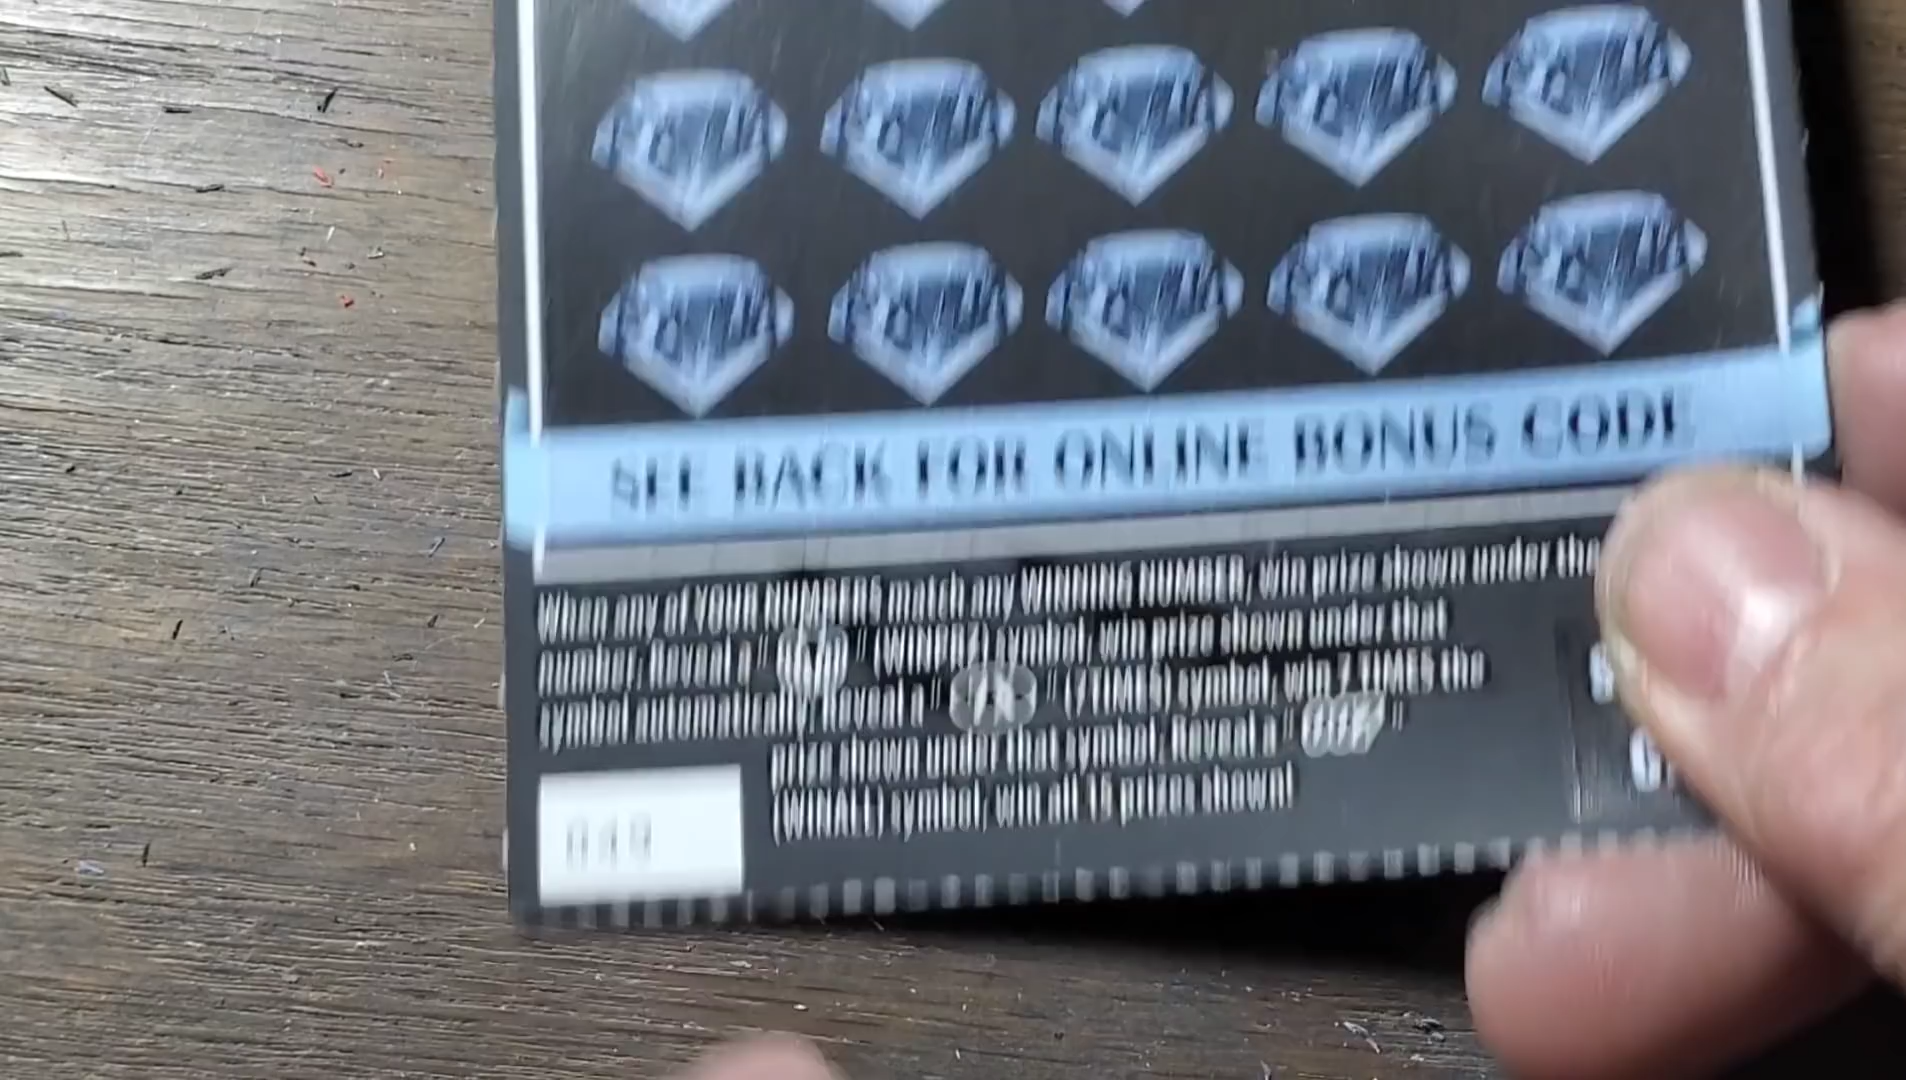 SEE BACK FOR ONLINE BONUS CODE
When any of YOUR NUMBERS match any WINNING NUMBER, win prize shown under that
number. Reveal a " " (WIN) symbol, win prize shown under that
symbol automatically. Reveal a " " (7TIMES) symbol, win 7 TIMES the
prize shown under that symbol. Reveal a " "
(WINALL) symbol, win all 15 prizes shown!
049